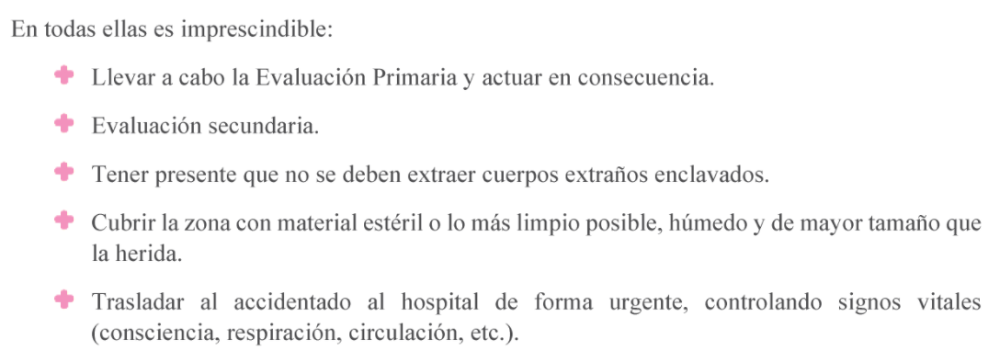 En todas ellas es imprescindible:
Llevar a cabo la Evaluación Primaria y actuar en consecuencia.
Evaluación secundaria.
Tener presente que no se deben extraer cuerpos extraños enclavados.
Cubrir la zona con material estéril o lo más limpio posible, húmedo y de mayor tamaño que
la herida.
Trasladar al accidentado al hospital de forma urgente, controlando signos vitales
(consciencia, respiración, circulación, etc.).